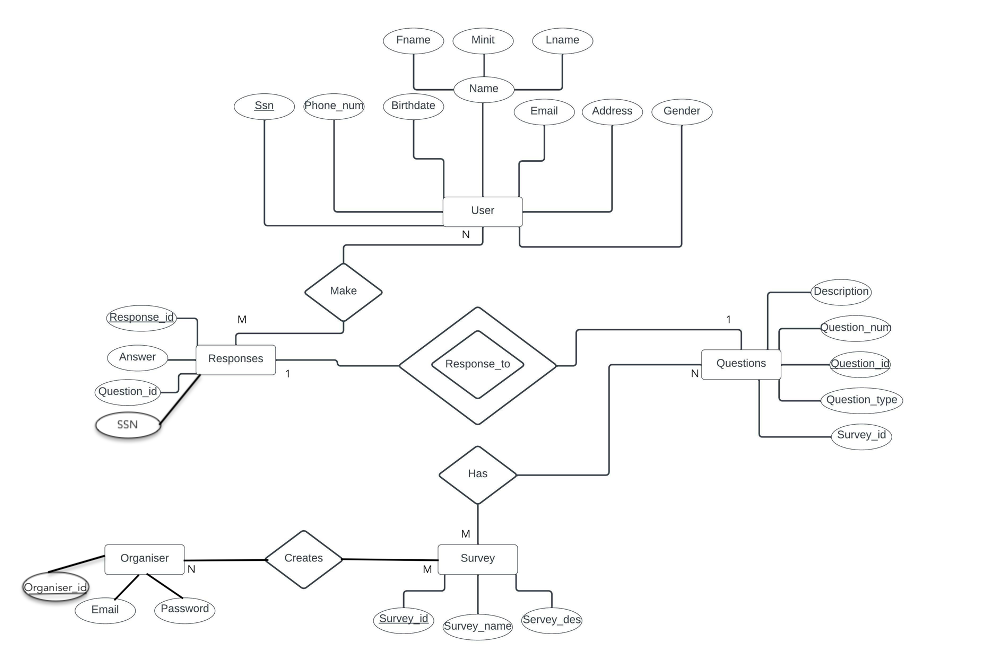 Fname
Minit
Lname
Name
Ssn
Phone_num
Birthdate
Email
Address
Gender
User
N
Make
M
Response_id
Answer
Question_id
SSN
Responses
1
Response_to
1
N
Questions
Description
Question_num
Question_id
Question_type
Survey_id
Has
M
Organiser
N
Creates
M
Survey
Organiser_id
Email
Password
Survey_id
Survey_name
Servey_des